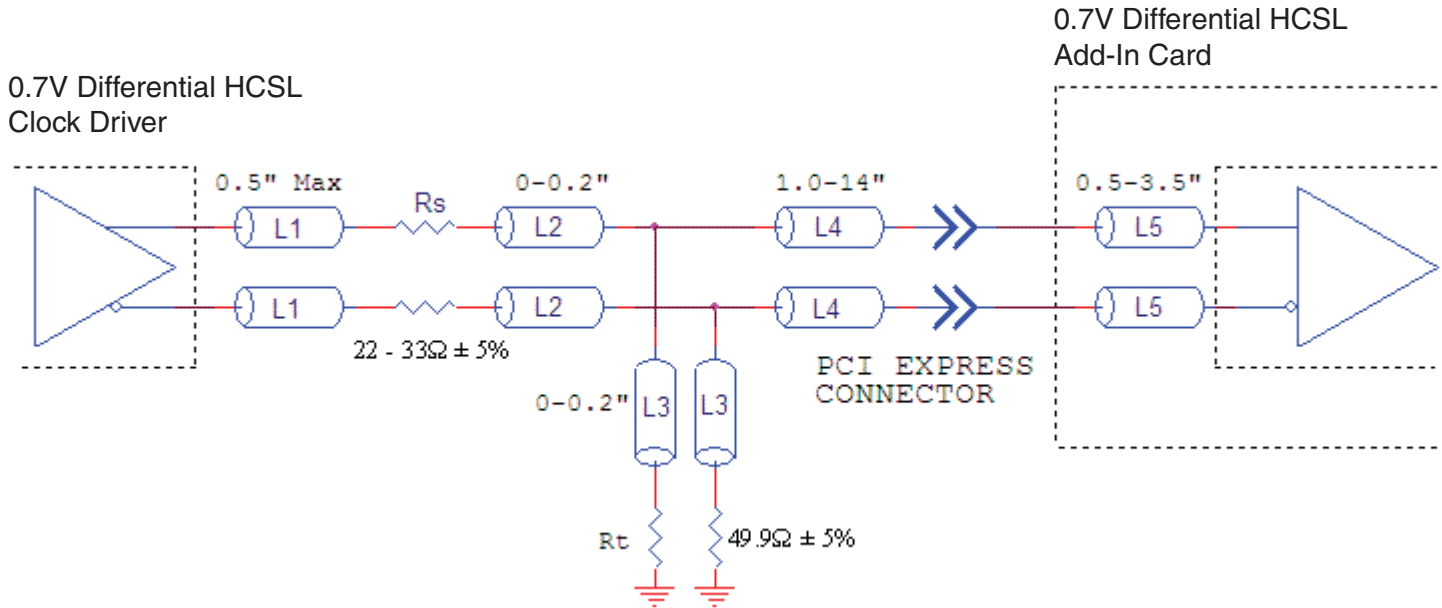 0.7V Differential HCSL
Add-In Card
0.7V Differential HCSL
Clock Driver
0.5" Max
Rs
0-0.2"
1.0-14"
0.5-3.5"
L1
L2
L4
L5
L1
L2
L4
L5
22 - 33Ω ± 5%
PCI EXPRESS
CONNECTOR
0-0.2"
L3
L3
Rt
49.9Ω ± 5%